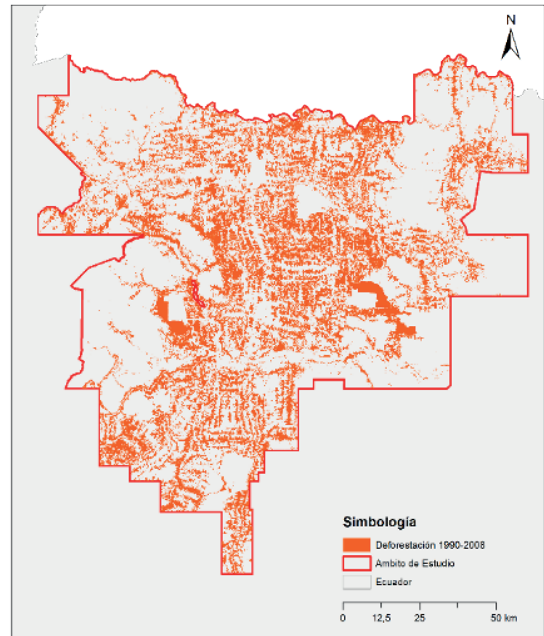 N
Simbología
Deforestación 1990-2008
Ambito de Estudio
Ecuador
0 12,5 25 50 km